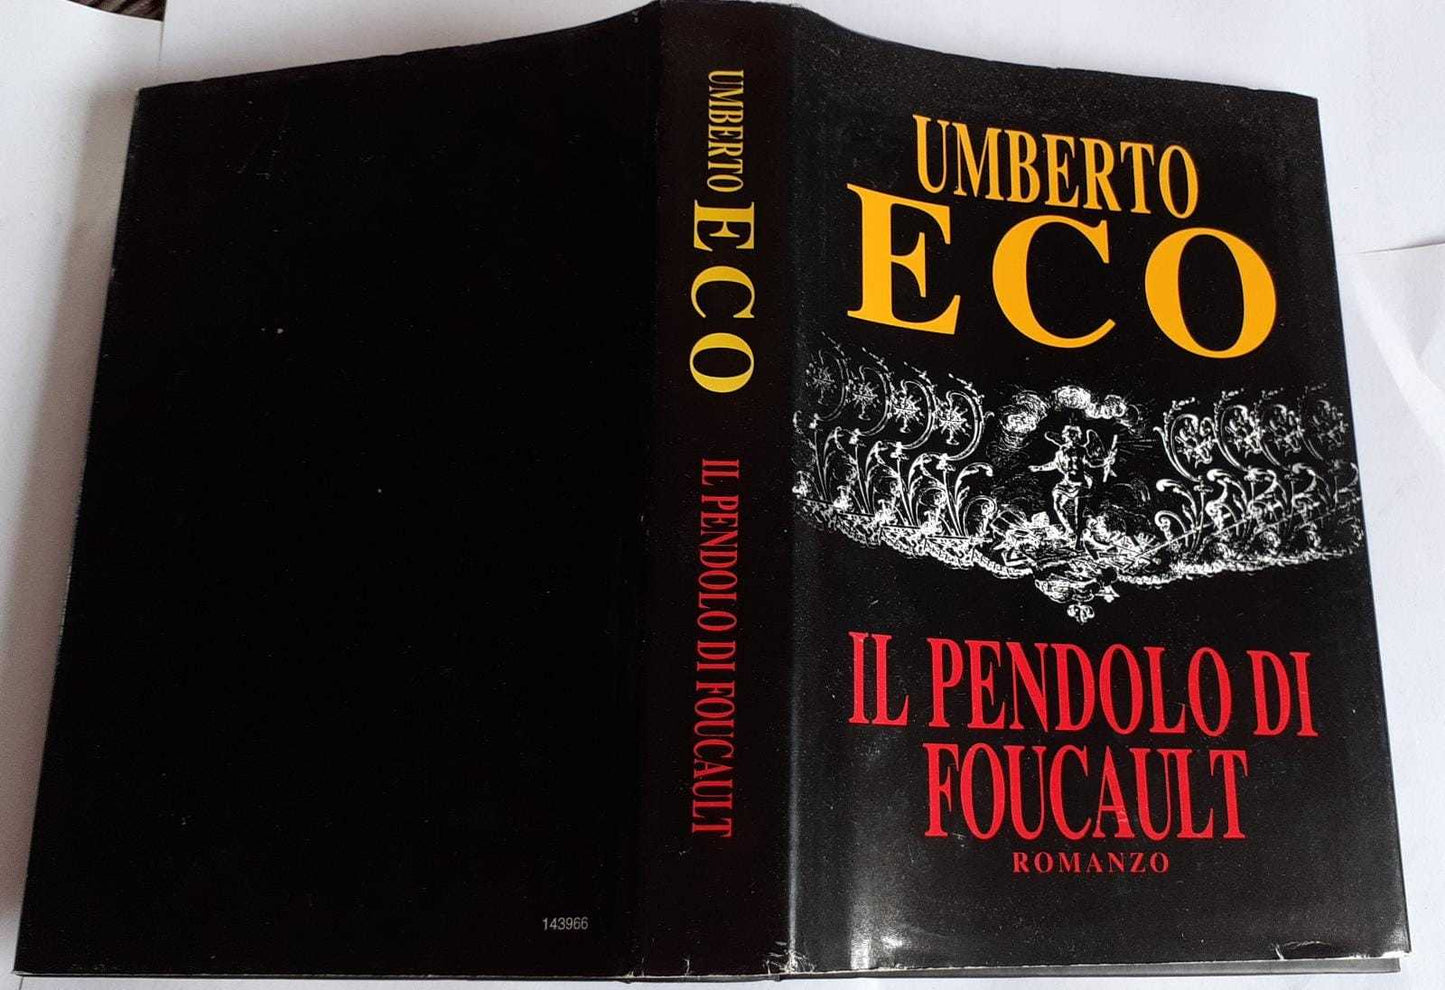 143966
UMBERTO ECO IL PENDOLO DI FOUCAULT
UMBERTO
ECO
IL PENDOLO DI
FOUCAULT
ROMANZO